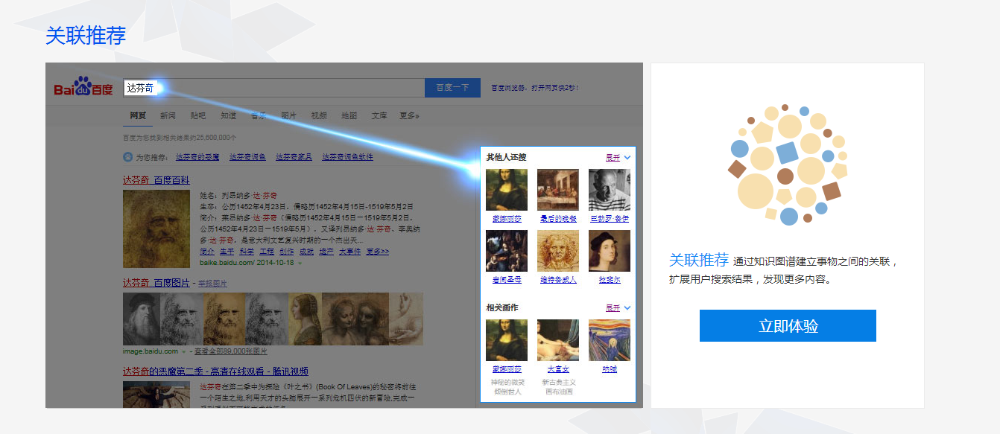 关联推荐
Bai du 百度
达芬奇
百度一下
百度浏览器，打开网页快2秒!
网页 新闻 贴吧 知道 音乐 图片 视频 地图 文库 更多»
百度为您找到相关结果约25,600,000个
为您推荐： 达芬奇的恶魔 达芬奇调色 达芬奇家具 达芬奇调色软件
达芬奇_百度百科
姓名：列昂纳多·达·芬奇
生卒：公历1452年4月23日，儒略历1452年4月15日-1519年5月2日
简介：莱昂纳多·达·芬奇（儒略历1452年4月15日—1519年5月2日，
公历1452年4月23日—1519年5月），又译列昂纳多·达·芬奇、李奥纳
多·达·芬奇，是意大利文艺复兴时期的一个杰出天...
简介 生平 科学 工程 创作 成就 遗产 大事件 更多>>
baike.baidu.com/ 2014-10-18
达芬奇_百度图片 - 举报图片
image.baidu.com - 查看全部89,000张图片
达芬奇的恶魔第二季 - 高清在线观看 - 腾讯视频
达芬奇在第二季中为探险《叶之书》(Book Of Leaves)的秘密将前往
一个陌生之地,利用天才的头脑展开一系列危机四伏的新冒险,完成一
其他人还搜 展开
蒙娜丽莎 最后的晚餐 巴勃罗·鲁伊
岩间圣母 维特鲁威人 拉斐尔
相关画作 展开
蒙娜丽莎 大宫女 呐喊
神秘的微笑 新古典主义
倾倒世人 画布油画
关联推荐 通过知识图谱建立事物之间的关联，
扩展用户搜索结果，发现更多内容。
立即体验